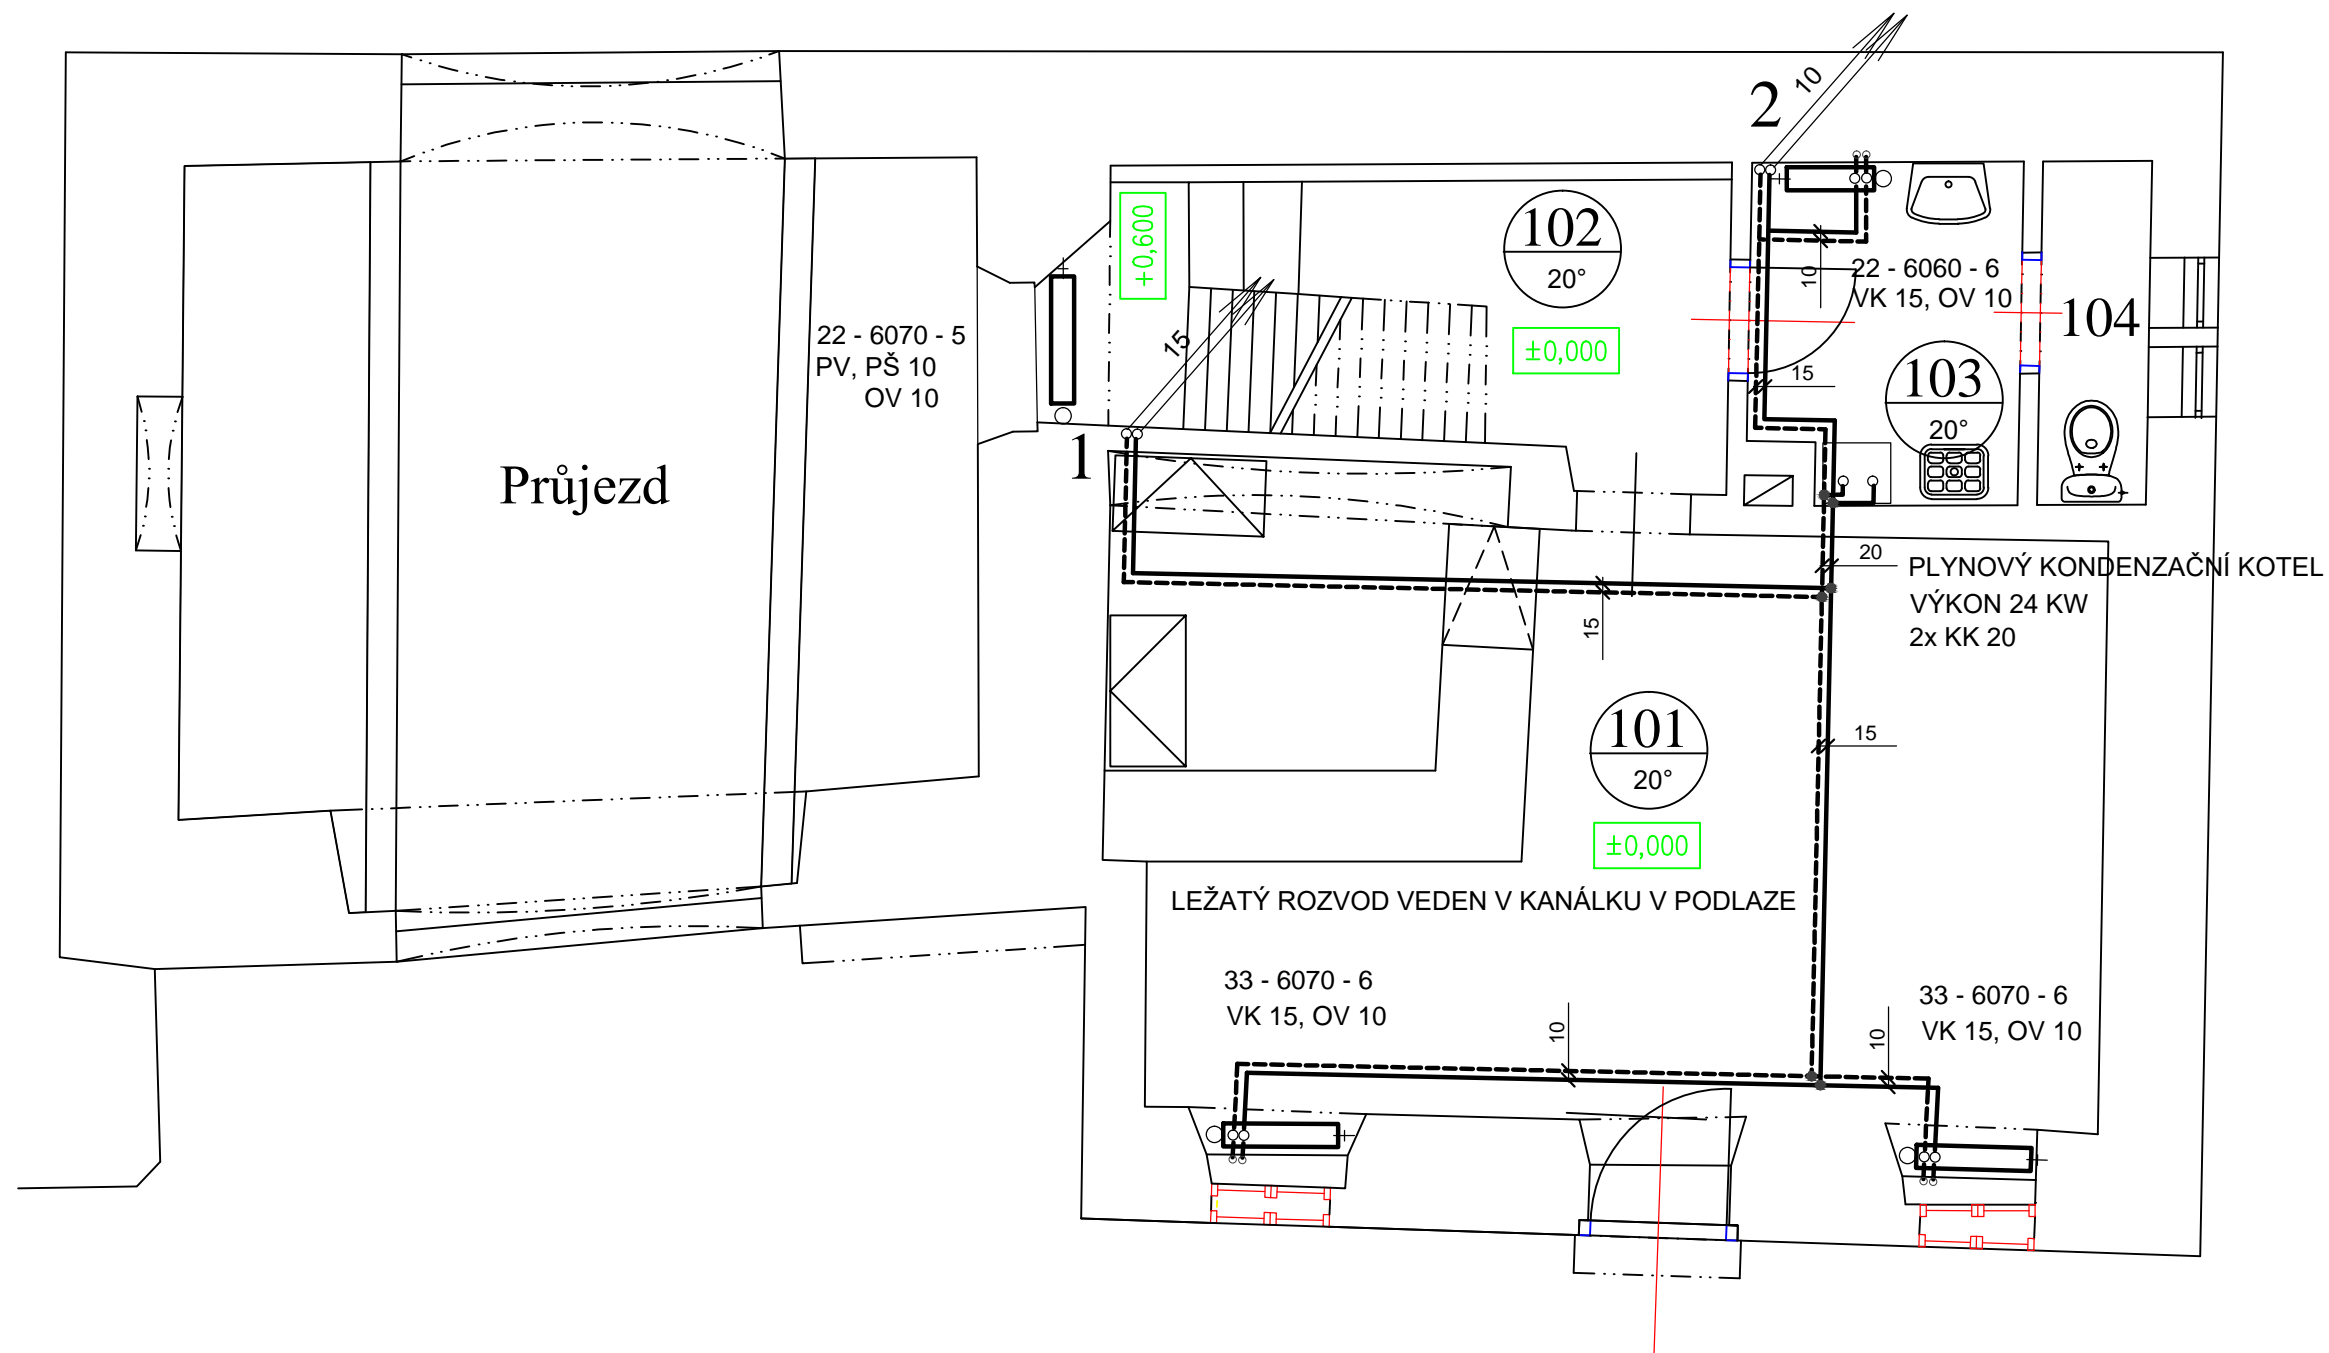 2
10
+0,600
102
20°
±0,000
15
22 - 6070 - 5
PV, PŠ 10
OV 10
10
22 - 6060 - 6
VK 15, OV 10
104
15
103
20°
1
Průjezd
20
PLYNOVÝ KONDENZAČNÍ KOTEL
VÝKON 24 KW
2x KK 20
15
101
20°
15
±0,000
LEŽATÝ ROZVOD VEDEN V KANÁLKU V PODLAZE
33 - 6070 - 6
VK 15, OV 10
10
33 - 6070 - 6
VK 15, OV 10
10